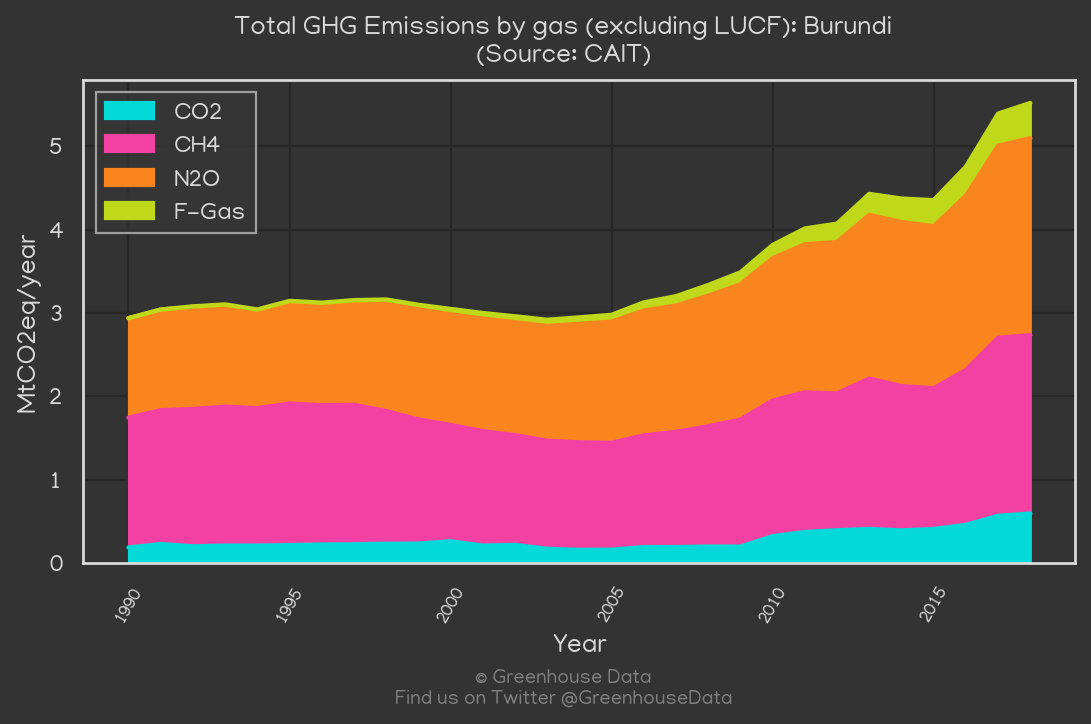 Total GHG Emissions by gas (excluding LUCF): Burundi
(Source: CAIT)
CO2
CH4
N2O
F-Gas
MtCO2eq/year
5
4
3
2
1
0
1990
1995
2000
2005
2010
2015
Year
© Greenhouse Data
Find us on Twitter @GreenhouseData